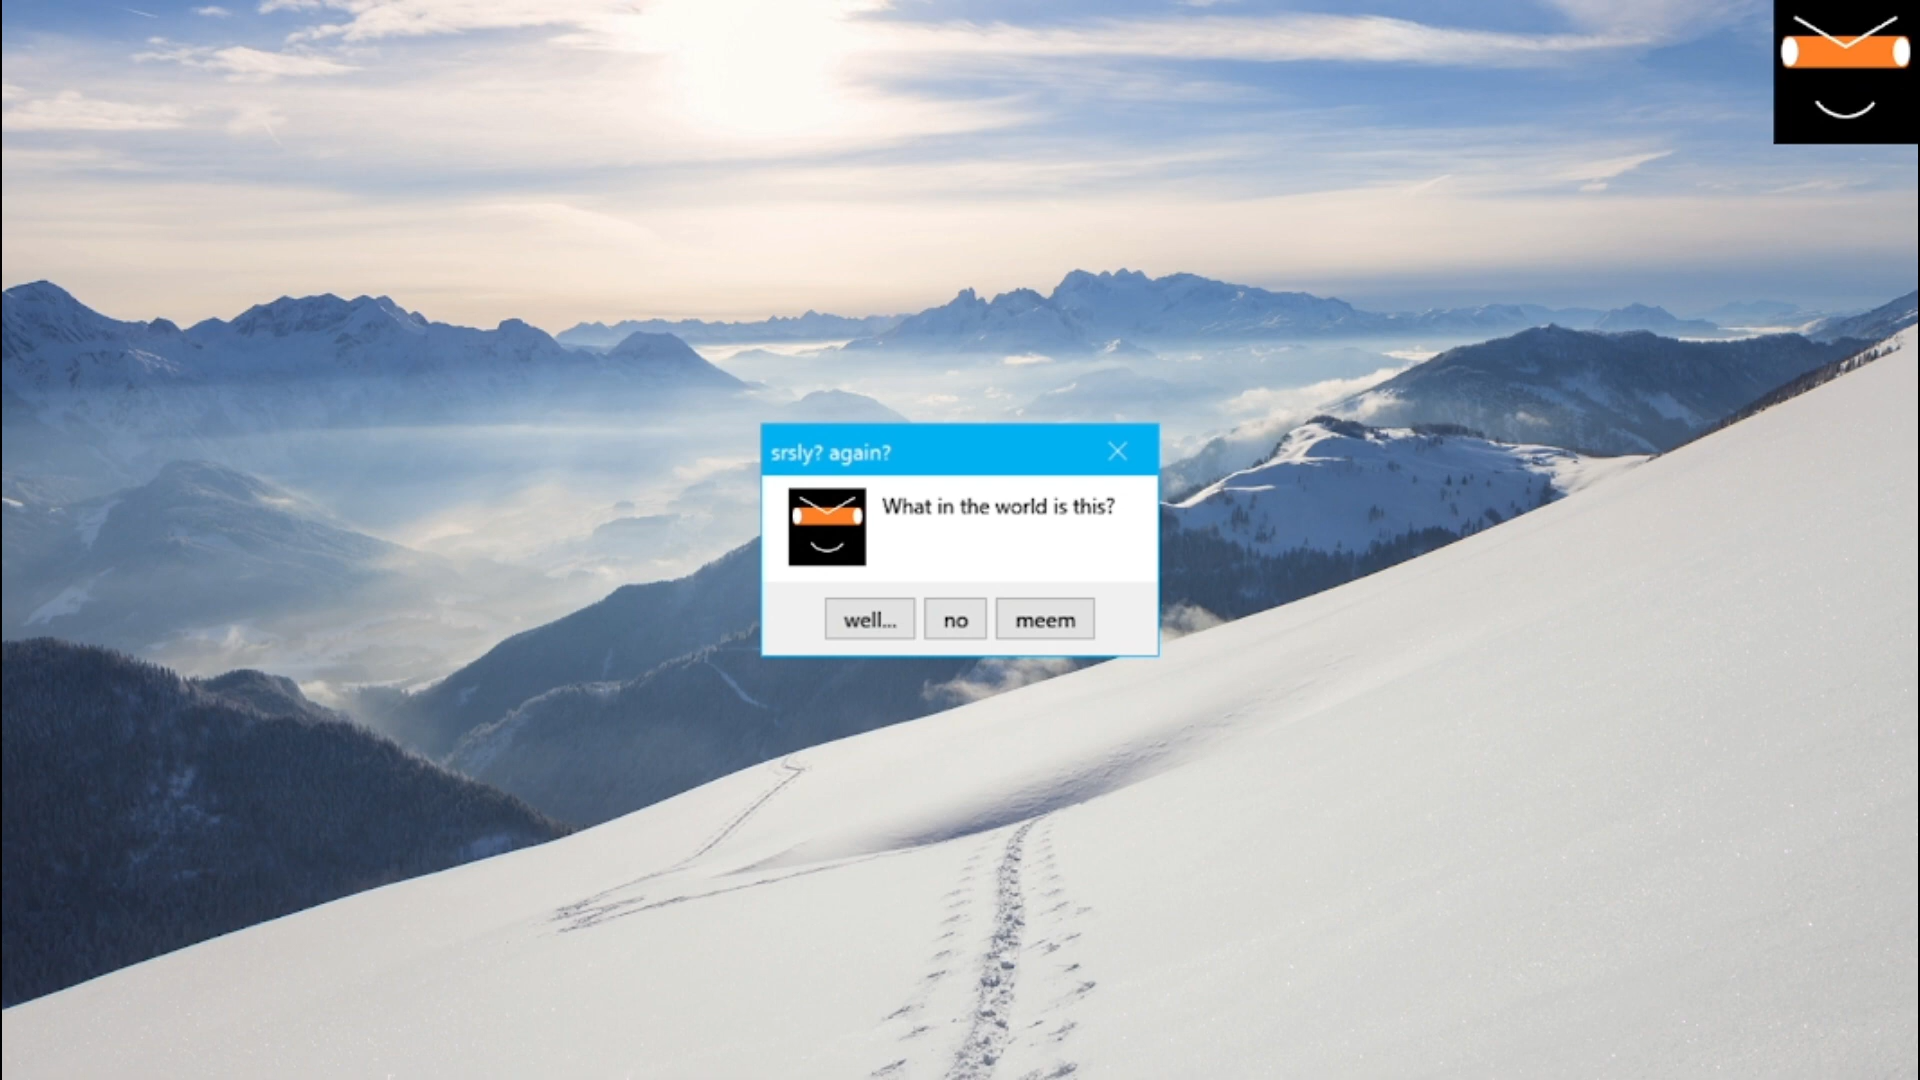 srsly? again?
What in the world is this?
well...
no
meem